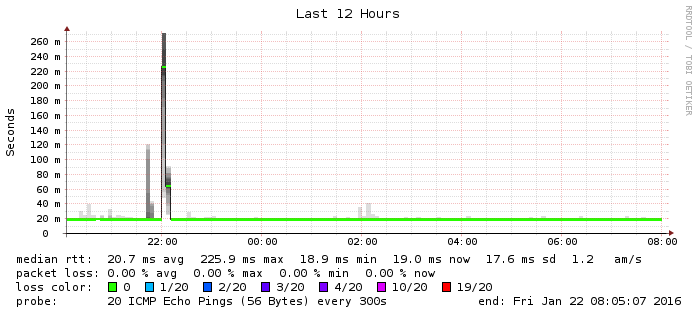 Last 12 Hours
RRDTOOL / TOBI OETIKER
Seconds
260 m
240 m
220 m
200 m
180 m
160 m
140 m
120 m
100 m
80 m
60 m
40 m
20 m
0
22:00 00:00 02:00 04:00 06:00 08:00
median rtt: 20.7 ms avg 225.9 ms max 18.9 ms min 19.0 ms now 17.6 ms sd 1.2 am/s
packet loss: 0.00 % avg 0.00 % max 0.00 % min 0.00 % now
loss color: 0 1/20 2/20 3/20 4/20 10/20 19/20
probe: 20 ICMP Echo Pings (56 Bytes) every 300s end: Fri Jan 22 08:05:07 2016